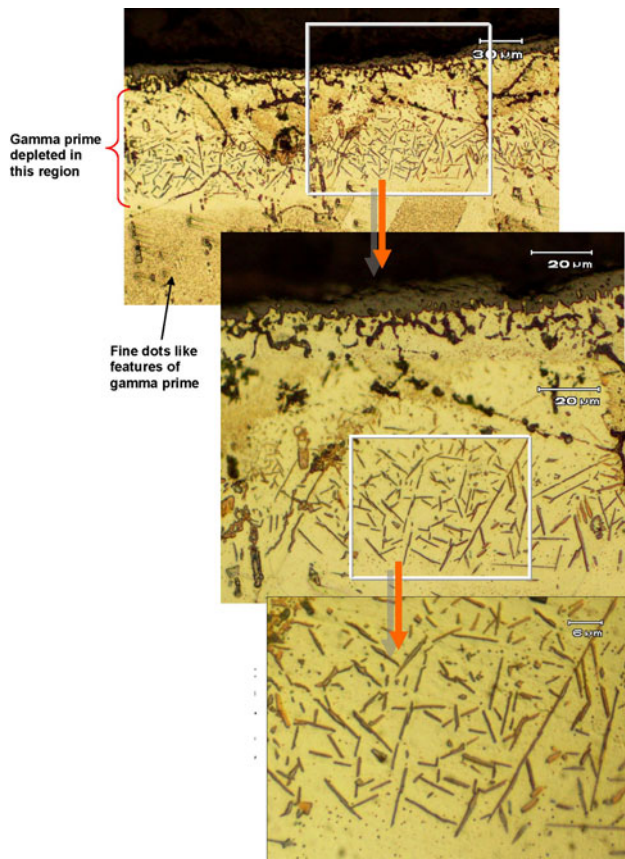 30 µm
Gamma prime
depleted in
this region
20 µm
Fine dots like
features of
gamma prime
20 µm
6 µm